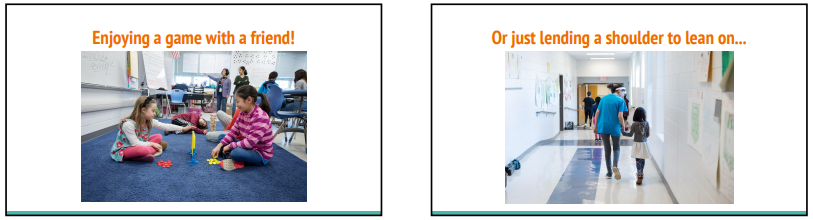 Enjoying a game with a friend!
Or just lending a shoulder to lean on...